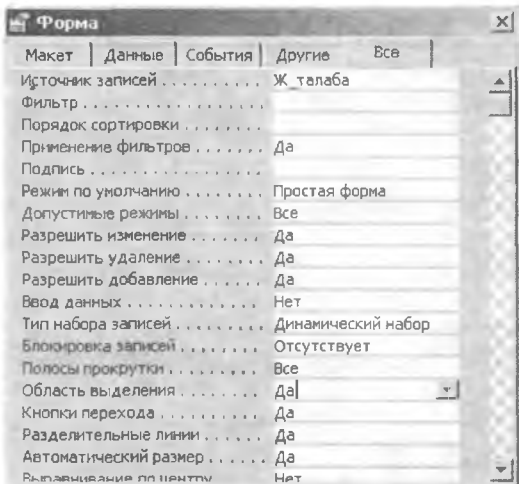 Форма
Макет Данные События Другие Все
Источник записей . . . . . . . . . . Ж_талаба
Фильтр . . . . . . . . . . . . . . . . . .
Порядок сортировки . . . . . . . .
Применение фильтров . . . . . . . Да
Подпись . . . . . . . . . . . . . . . . .
Режим по умолчанию . . . . . . . . Простая форма
Допустимые режимы . . . . . . . . Все
Разрешить изменение . . . . . . . Да
Разрешить удаление . . . . . . . . Да
Разрешить добавление . . . . . . Да
Ввод данных . . . . . . . . . . . . . Нет
Тип набора записей . . . . . . . . . Динамический набор
Блокировка записей . . . . . . . . Отсутствует
Полосы прокрутки . . . . . . . . . Все
Область выделения . . . . . . . . . Да
Кнопки перехода . . . . . . . . . . Да
Разделительные линии . . . . . . Да
Автоматический размер . . . . . . Да
Выравнивание по центру Нет